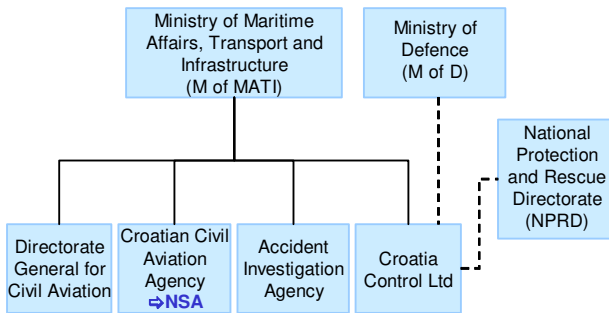 Ministry of Maritime
Affairs, Transport and
Infrastructure
(M of MATI)
Ministry of
Defence
(M of D)
National
Protection
and Rescue
Directorate
(NPRD)
Directorate
General for
Civil Aviation
Croatian Civil
Aviation
Agency
⇨NSA
Accident
Investigation
Agency
Croatia
Control Ltd